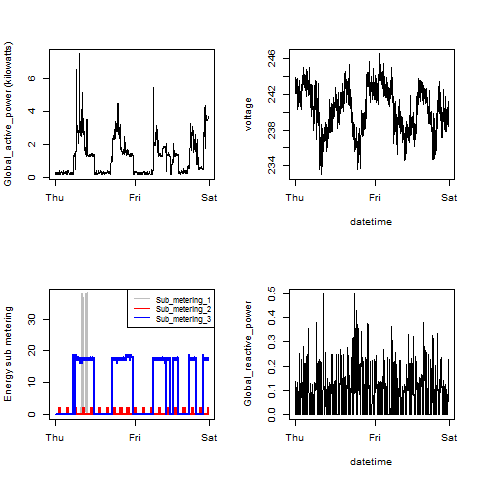 Global_active_power (kilowatts)
0 2 4 6
Thu Fri Sat
voltage
234 238 242 246
Thu Fri Sat
datetime
Energy sub metering
0 10 20 30
Sub_metering_1
Sub_metering_2
Sub_metering_3
Thu Fri Sat
Global_reactive_power
0.0 0.1 0.2 0.3 0.4 0.5
Thu Fri Sat
datetime